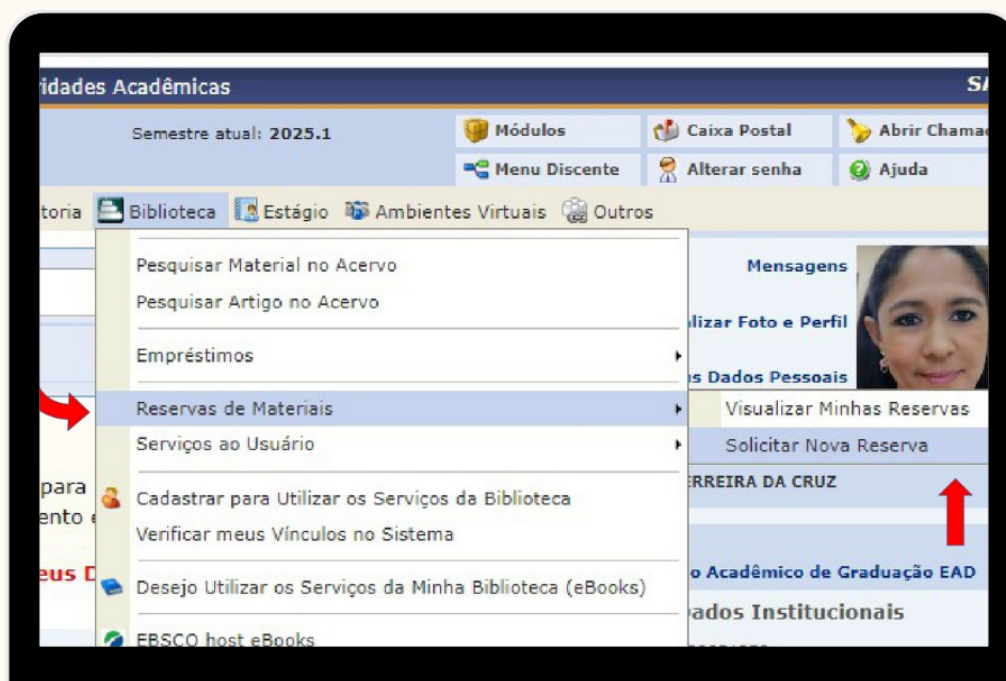 ridades Acadêmicas
Semestre atual: 2025.1
Módulos
Caixa Postal
Abrir Chama
Menu Discente
Alterar senha
Ajuda
toria
Biblioteca
Estágio
Ambientes Virtuais
Outros
Pesquisar Material no Acervo
Pesquisar Artigo no Acervo
Empréstimos
Reservas de Materiais
Serviços ao Usuário
Cadastrar para Utilizar os Serviços da Biblioteca
Verificar meus Vínculos no Sistema
Desejo Utilizar os Serviços da Minha Biblioteca (eBooks)
EBSCO host eBooks
Mensagens
lizar Foto e Perfil
s Dados Pessoais
Visualizar Minhas Reservas
Solicitar Nova Reserva
ERREIRA DA CRUZ
o Acadêmico de Graduação EAD
ados Institucionais
para
ento
eus